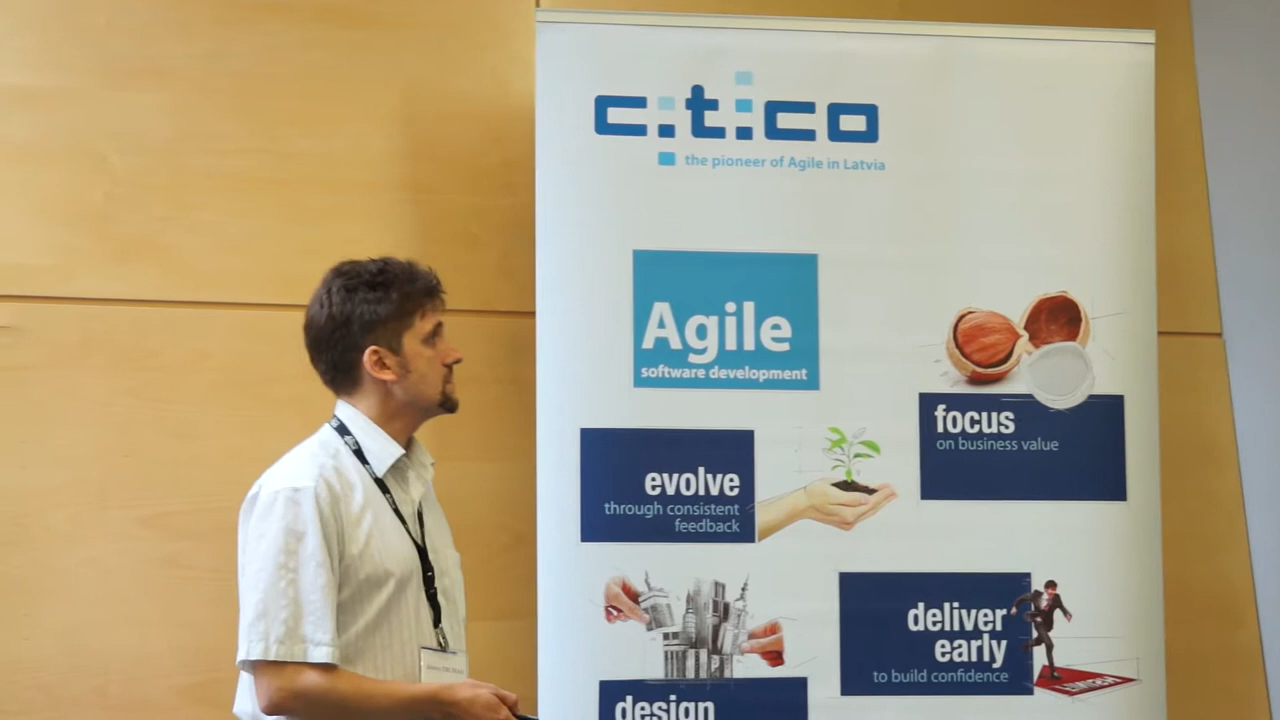 citico
the pioneer of Agile in Latvia
Agile
software development
focus
on business value
evolve
through consistent
feedback
deliver
early
to build confidence
design